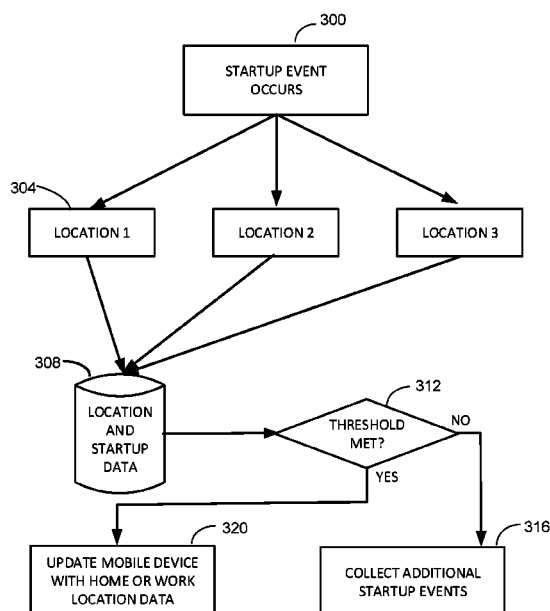 300
STARTUP EVENT
OCCURS
304
LOCATION 1
LOCATION 2
LOCATION 3
308
LOCATION
AND
STARTUP
DATA
312
THRESHOLD
MET?
NO
YES
320
UPDATE MOBILE DEVICE
WITH HOME OR WORK
LOCATION DATA
316
COLLECT ADDITIONAL
STARTUP EVENTS